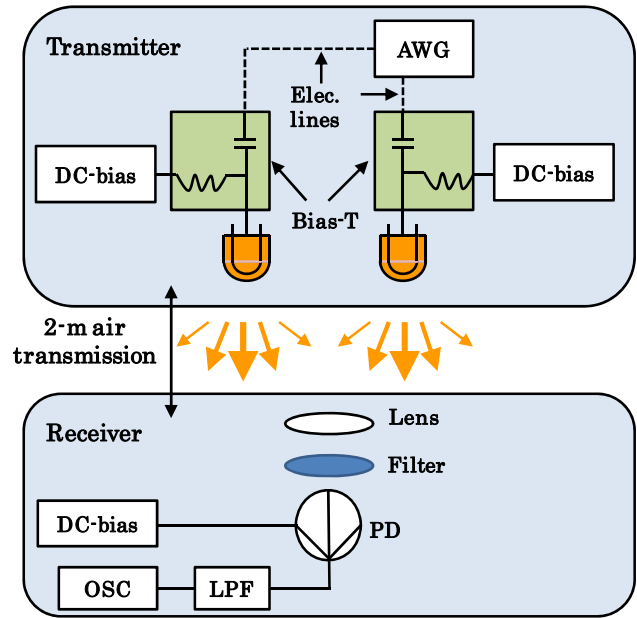 Transmitter
AWG
Elec.
lines
DC-bias
DC-bias
Bias-T
2-m air
transmission
Receiver
Lens
Filter
DC-bias
PD
OSC
LPF